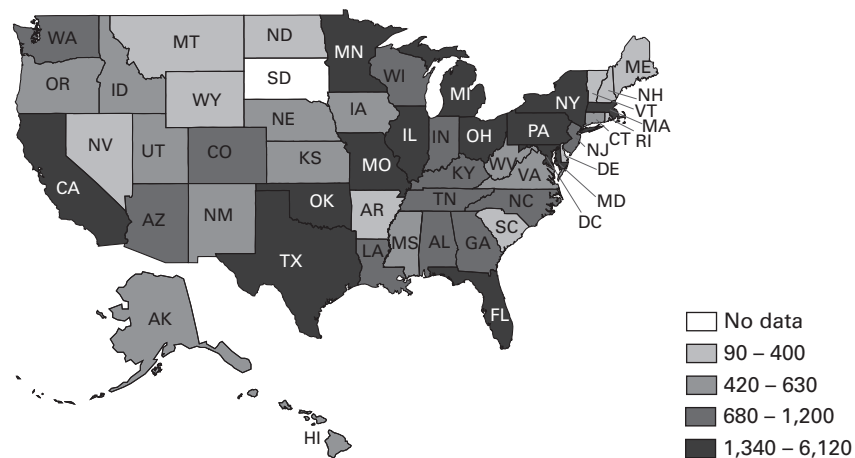 WA
MT
ND
MN
ME
OR
ID
SD
WI
MI
NH
VT
WY
NY
MA
IA
RI
CT
NE
PA
NJ
NV
UT
IL
IN
OH
DE
CO
CA
KS
MO
WV
VA
MD
KY
DC
OK
TN
NC
AZ
NM
AR
SC
TX
LA
MS
AL
GA
FL
AK
HI
No data
90 – 400
420 – 630
680 – 1,200
1,340 – 6,120